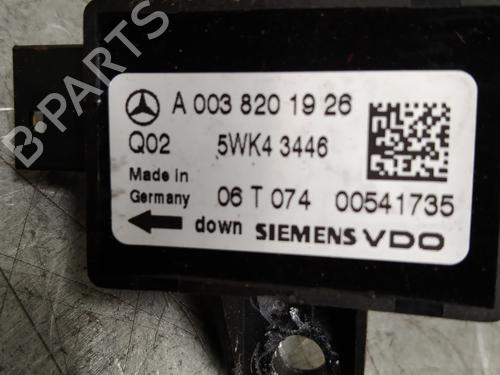 A 003 820 19 26
Q02 5WK4 3446
Made in
Germany 06 T 074 00541735
down SIEMENS VDO
B-PARTS